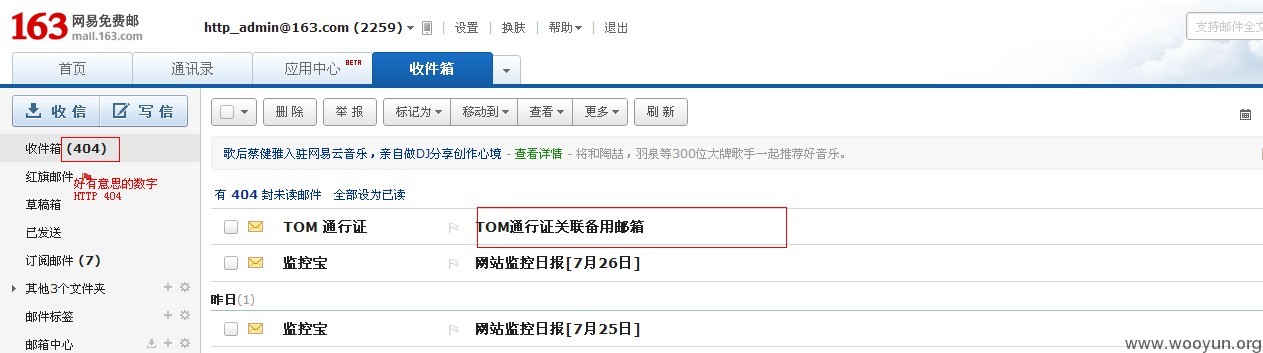 163 网易免费邮
mail.163.com
http_admin@163.com (2259) 设置 换肤 帮助 退出
支持邮件全文
首页 通讯录 应用中心 BETA 收件箱
收信 写信
删除 举报 标记为 移动到 查看 更多 刷新
收件箱 (404)
红旗邮件
好有意思的数字
HTTP 404
草稿箱
已发送
订阅邮件 (7)
其他3个文件夹
邮件标签
邮箱中心
歌后蔡健雅入驻网易云音乐，亲自做DJ分享创作心境 - 查看详情 - 将和陶喆，羽泉等300位大牌歌手一起推荐好音乐。
有 404 封未读邮件 全部设为已读
TOM 通行证 TOM通行证关联备用邮箱
监控宝 网站监控日报[7月26日]
昨日(1)
监控宝 网站监控日报[7月25日]
www.wooyun.org